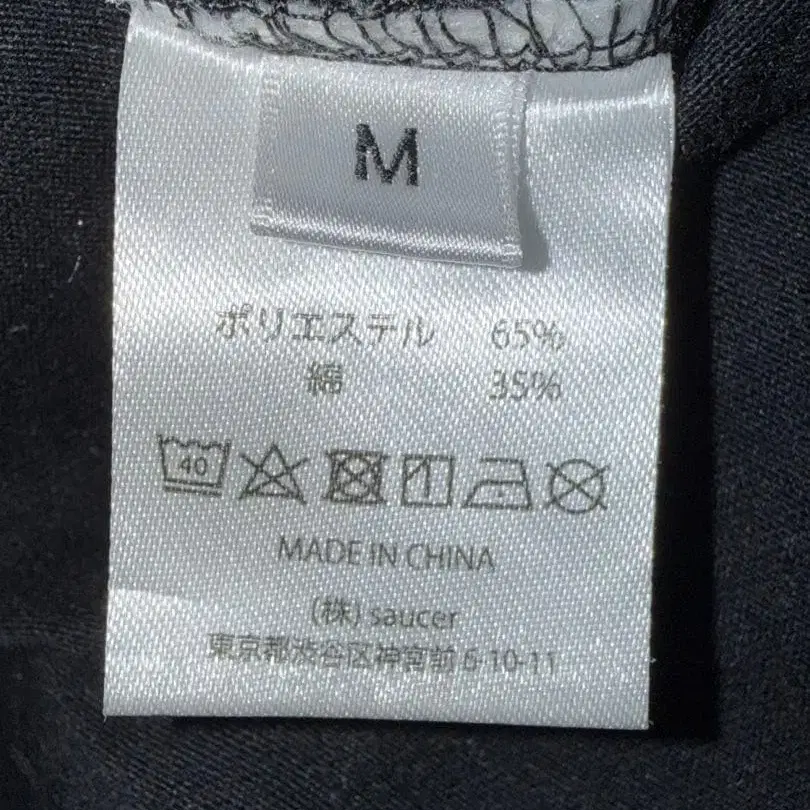 M
ポリエステル 65%
綿 35%
40
MADE IN CHINA
(株) saucer
東京都渋谷区神宮前 6-10-11